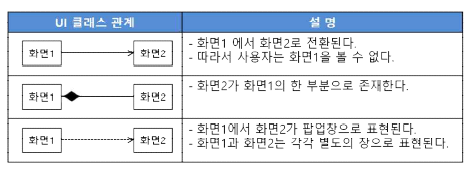 UI 클래스 관계
설 명
화면1
화면2
- 화면1 에서 화면2로 전환된다.
- 따라서 사용자는 화면1을 볼 수 없다.
화면1
화면2
- 화면2가 화면1의 한 부분으로 존재한다.
화면1
화면2
- 화면1에서 화면2가 팝업창으로 표현된다.
- 화면1과 화면2는 각각 별도의 장으로 표현된다.